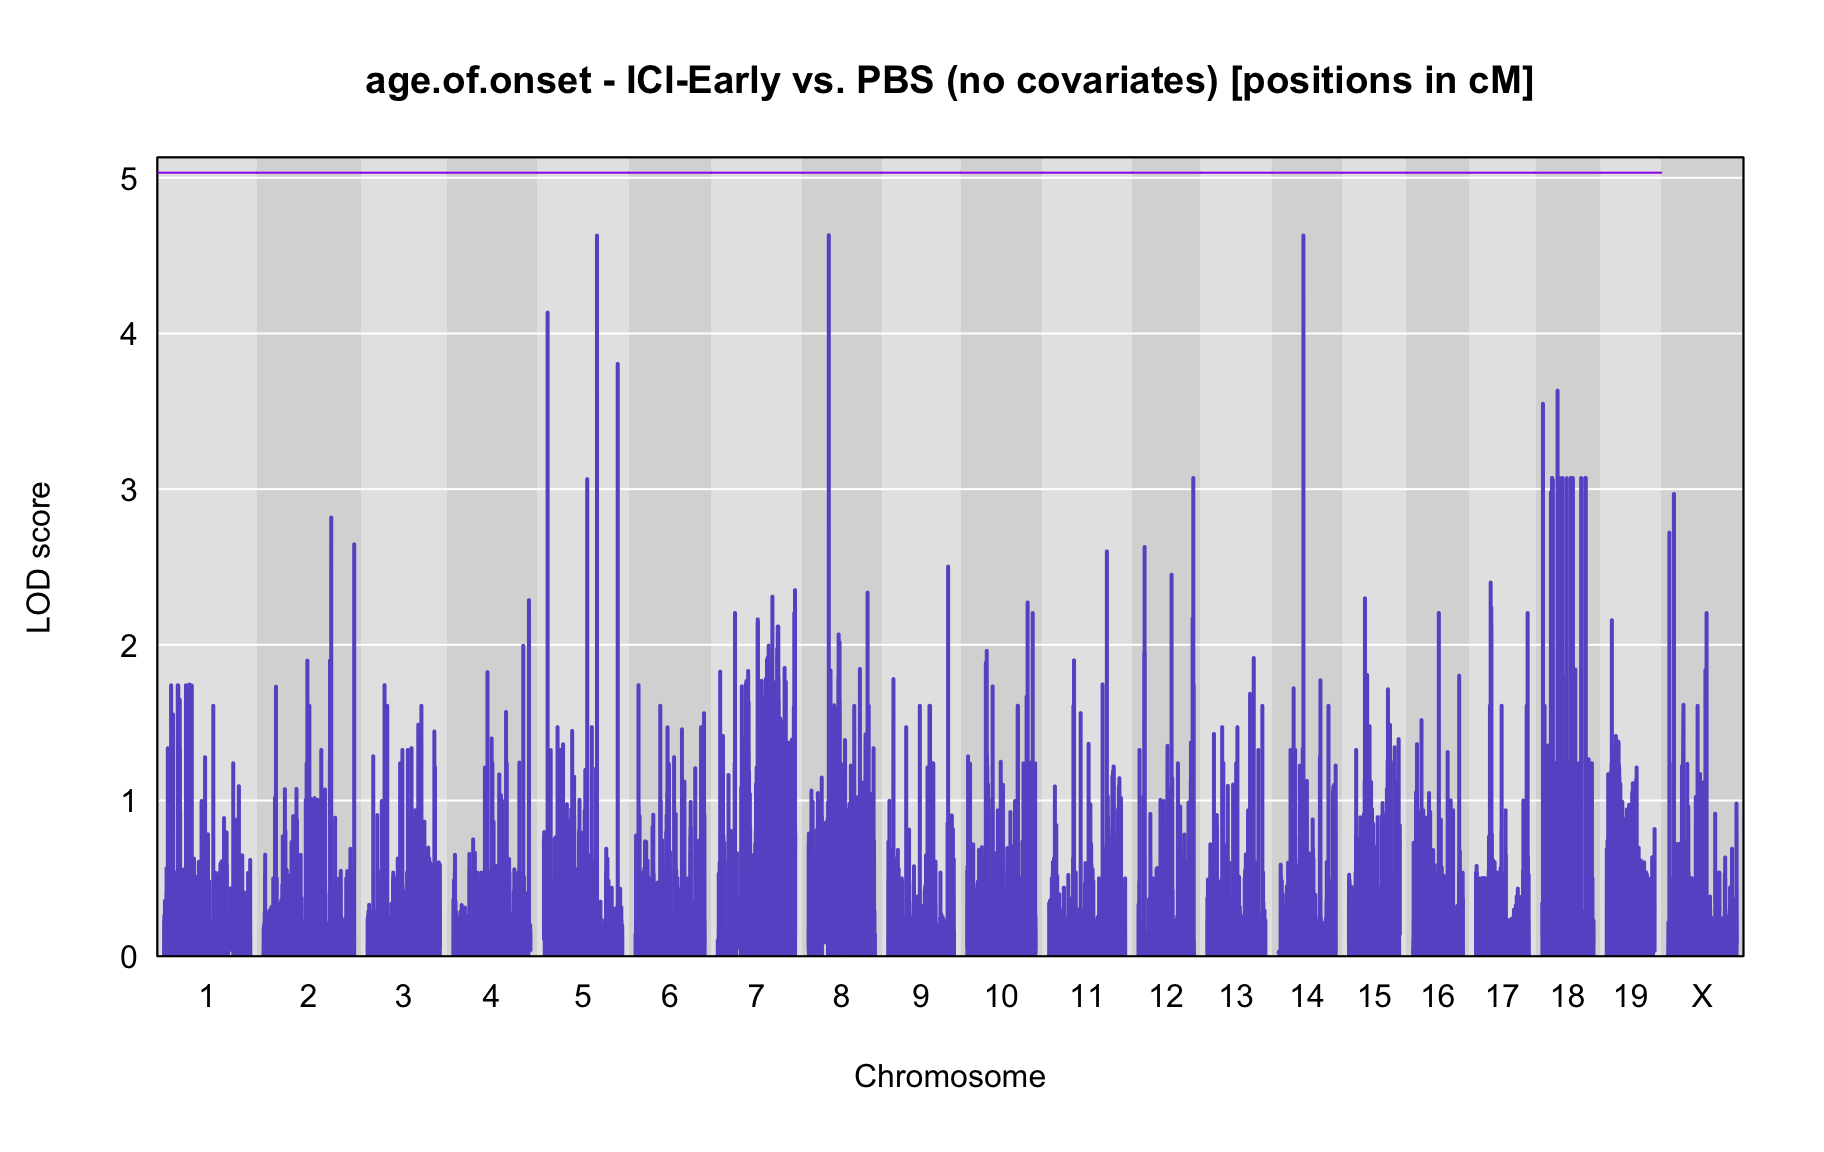 age.of.onset - ICI-Early vs. PBS (no covariates) [positions in cM]
5
4
3
2
1
0
LOD score
1 2 3 4 5 6 7 8 9 10 11 12 13 14 15 16 17 18 19 X
Chromosome